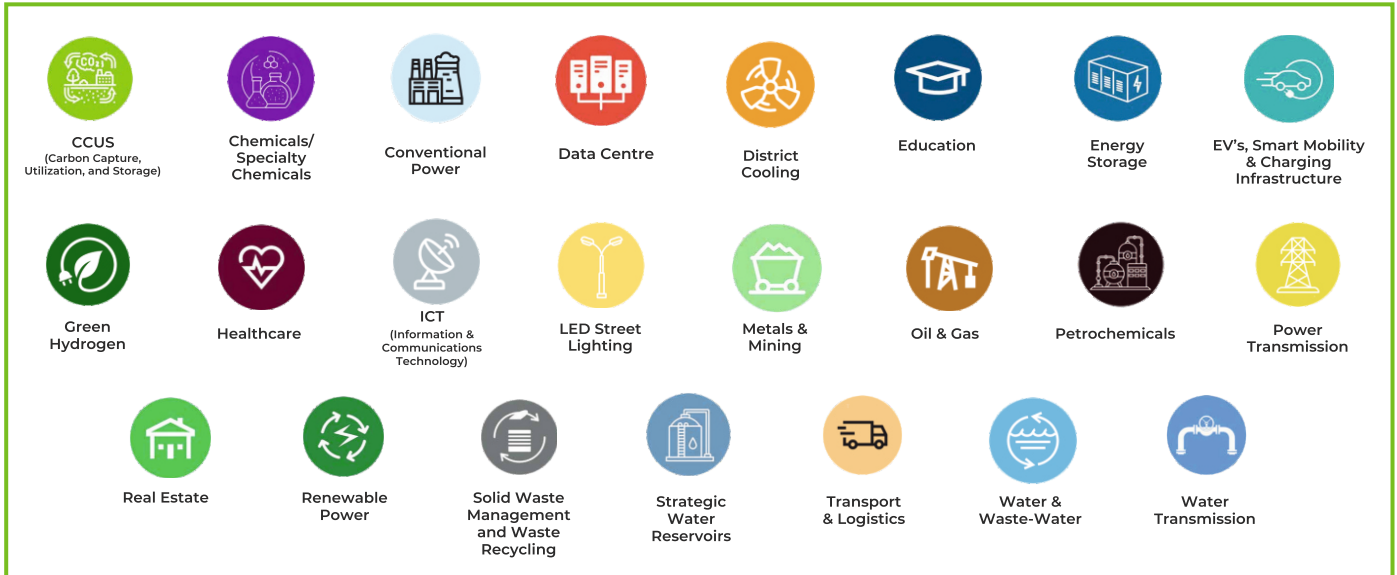 CO₂
CCUS
(Carbon Capture,
Utilization, and Storage)
Chemicals/
Specialty
Chemicals
Conventional
Power
Data Centre
District
Cooling
Education
Energy
Storage
EV's, Smart Mobility
& Charging
Infrastructure
Green
Hydrogen
Healthcare
ICT
(Information &
Communications
Technology)
LED Street
Lighting
Metals &
Mining
Oil & Gas
Petrochemicals
Power
Transmission
Real Estate
Renewable
Power
Solid Waste
Management
and Waste
Recycling
Strategic
Water
Reservoirs
Transport
& Logistics
Water &
Waste-Water
Water
Transmission